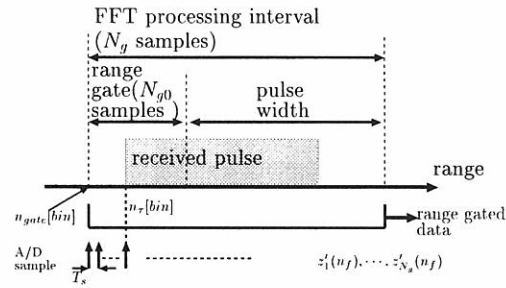 FFT processing interval
(N_g samples)
range
gate(N_g0
samples )
pulse
width
received pulse
range
n_gate[bin]
n_τ[bin]
range gated
data
A/D
sample
T_s
z'_1(n_f), ···, z'_{N_g}(n_f)